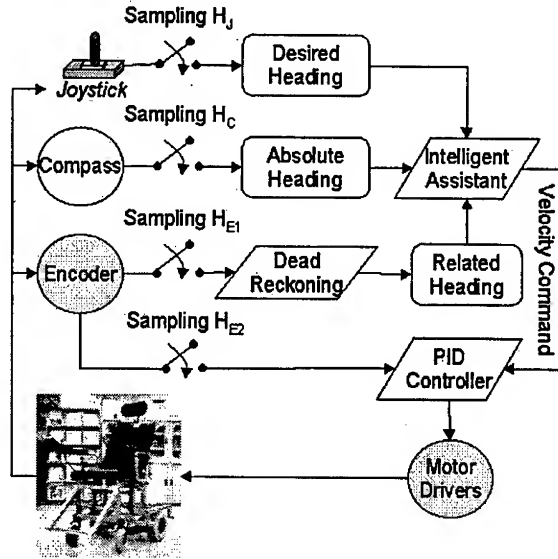 Sampling H_J
Joystick
Desired
Heading
Sampling H_C
Compass
Absolute
Heading
Intelligent
Assistant
Sampling H_E1
Encoder
Dead
Reckoning
Related
Heading
Velocity Command
Sampling H_E2
PID
Controller
Motor
Drivers